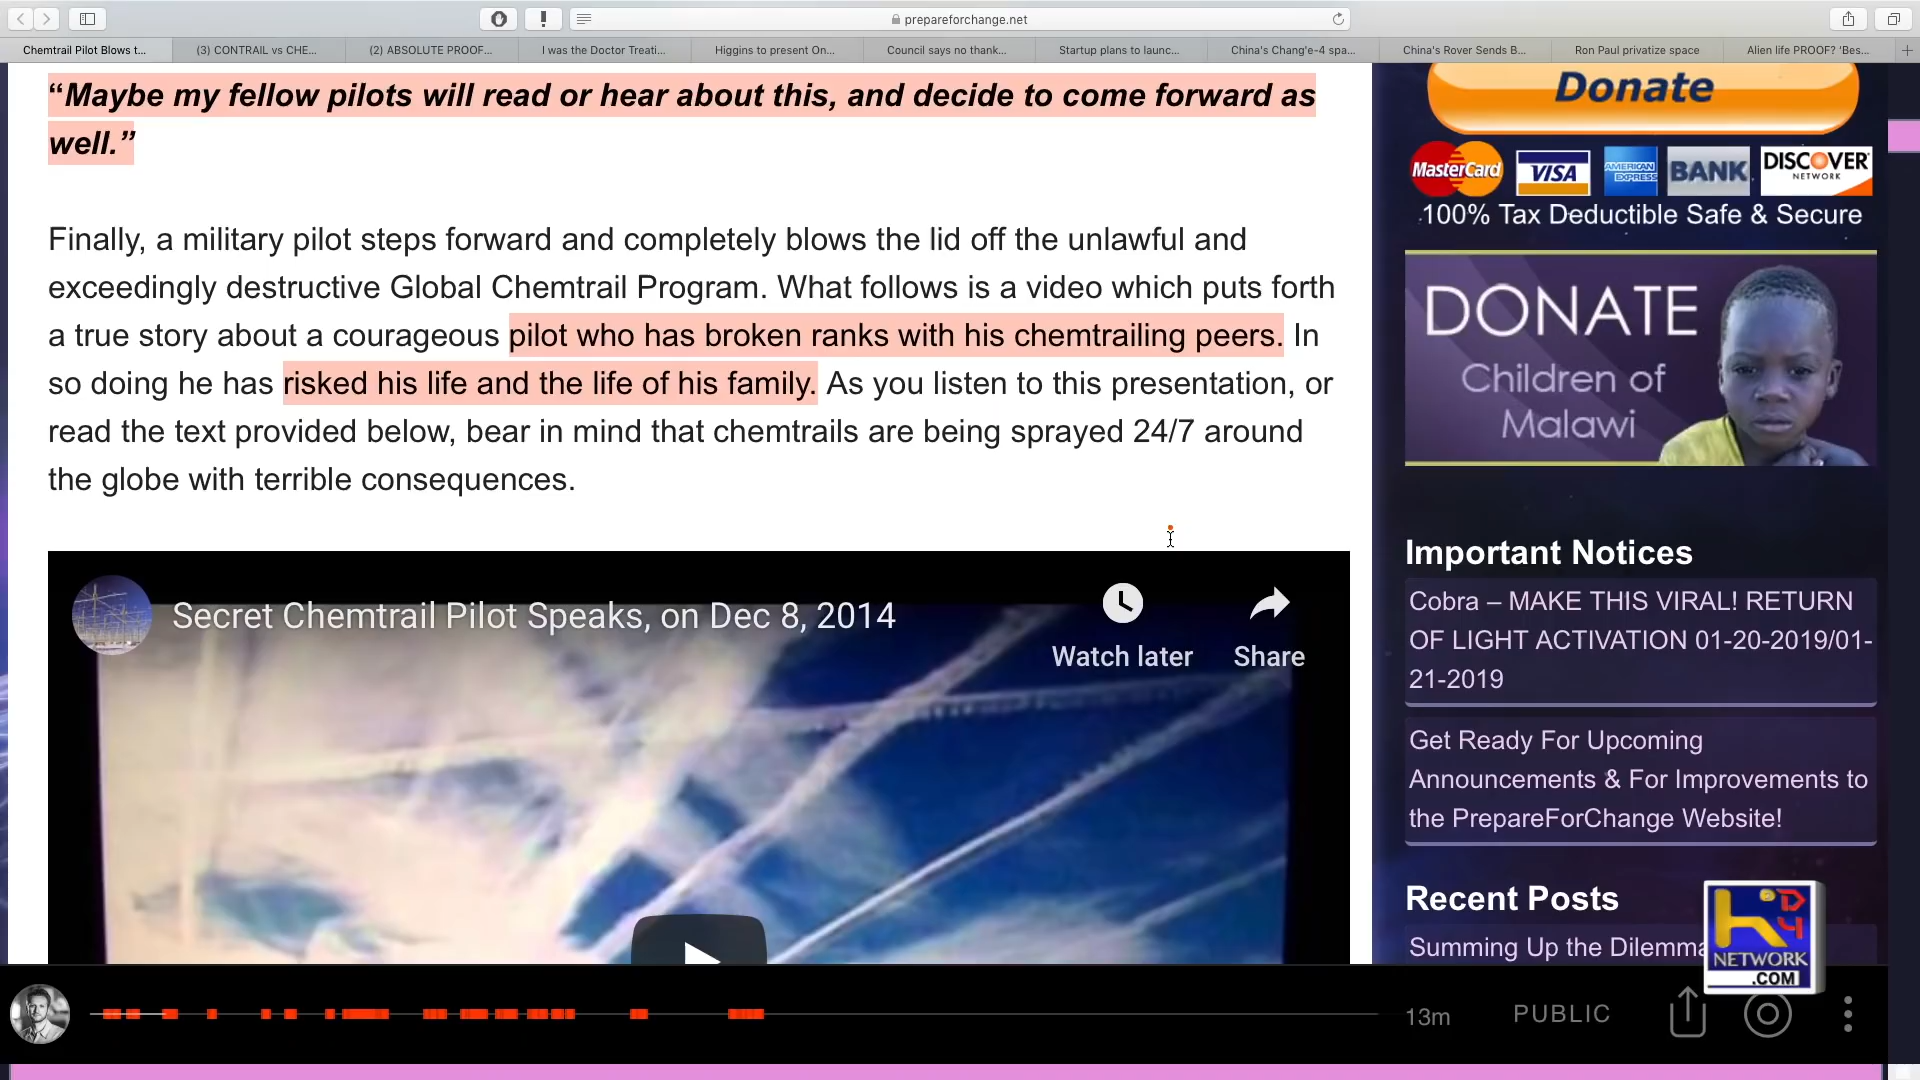 prepareforchange.net
Chemtrail Pilot Blows t...
(3) CONTRAIL vs CHE...
(2) ABSOLUTE PROOF...
I was the Doctor Treati...
Higgins to present On...
Council says no thank...
Startup plans to launc...
China's Chang'e-4 spa...
China's Rover Sends B...
Ron Paul privatize space
Alien life PROOF? 'Bes...
“Maybe my fellow pilots will read or hear about this, and decide to come forward as
well.”
Finally, a military pilot steps forward and completely blows the lid off the unlawful and
exceedingly destructive Global Chemtrail Program. What follows is a video which puts forth
a true story about a courageous pilot who has broken ranks with his chemtrailing peers. In
so doing he has risked his life and the life of his family. As you listen to this presentation, or
read the text provided below, bear in mind that chemtrails are being sprayed 24/7 around
the globe with terrible consequences.
Secret Chemtrail Pilot Speaks, on Dec 8, 2014
Watch later
Share
Donate
MasterCard
VISA
AMERICAN
EXPRESS
BANK
DISCOVER
NETWORK
100% Tax Deductible Safe & Secure
DONATE
Children of
Malawi
Important Notices
Cobra – MAKE THIS VIRAL! RETURN
OF LIGHT ACTIVATION 01-20-2019/01-
21-2019
Get Ready For Upcoming
Announcements & For Improvements to
the PrepareForChange Website!
Recent Posts
Summing Up the Dilemma
D
4
NETWORK
.COM
13m
PUBLIC